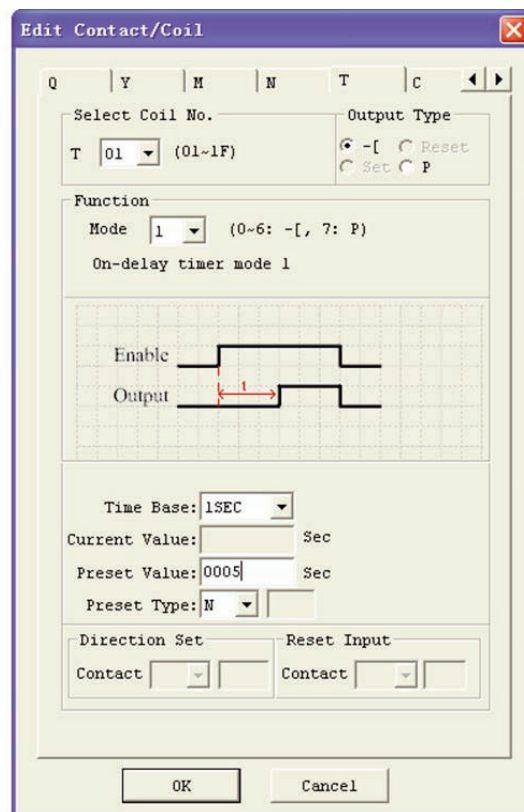 Edit Contact/Coil
Q Y M N T C
Select Coil No. Output Type
T 01 (01~1F) -[ Reset
Set P
Function
Mode 1 (0~6: -[, 7: P)
On-delay timer mode 1
Enable
t
Output
Time Base: 1SEC
Current Value: Sec
Preset Value: 0005 Sec
Preset Type: N
Direction Set Reset Input
Contact Contact
OK Cancel